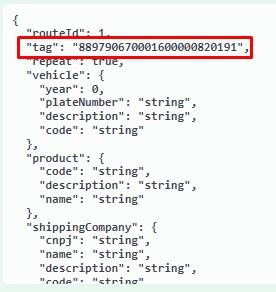 {
"routeId": 1,
"tag": "889790670001600000820191",
"repeat": true,
"vehicle": {
"year": 0,
"plateNumber": "string",
"description": "string",
"code": "string"
},
"product": {
"code": "string",
"description": "string",
"name": "string"
},
"shippingCompany": {
"cnpj": "string",
"name": "string",
"description": "string",
"code": "string"